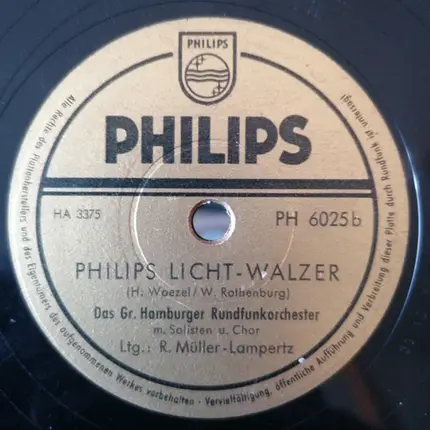 PHILIPS
PHILIPS
HA 3375
PH 6025b
PHILIPS LICHT-WALZER
(H. Woezel/W. Rothenburg)
Das Gr. Hamburger Rundfunkorchester
m. Solisten u. Chor
Ltg.: R. Müller-Lampertz
Alle Rechte des Plattenherstellers und des Eigentümers des aufgenommenen Werkes vorbehalten - Vervielfältigung, öffentliche Aufführung und Verbreitung dieser Platte durch Rundfunk ist untersagt